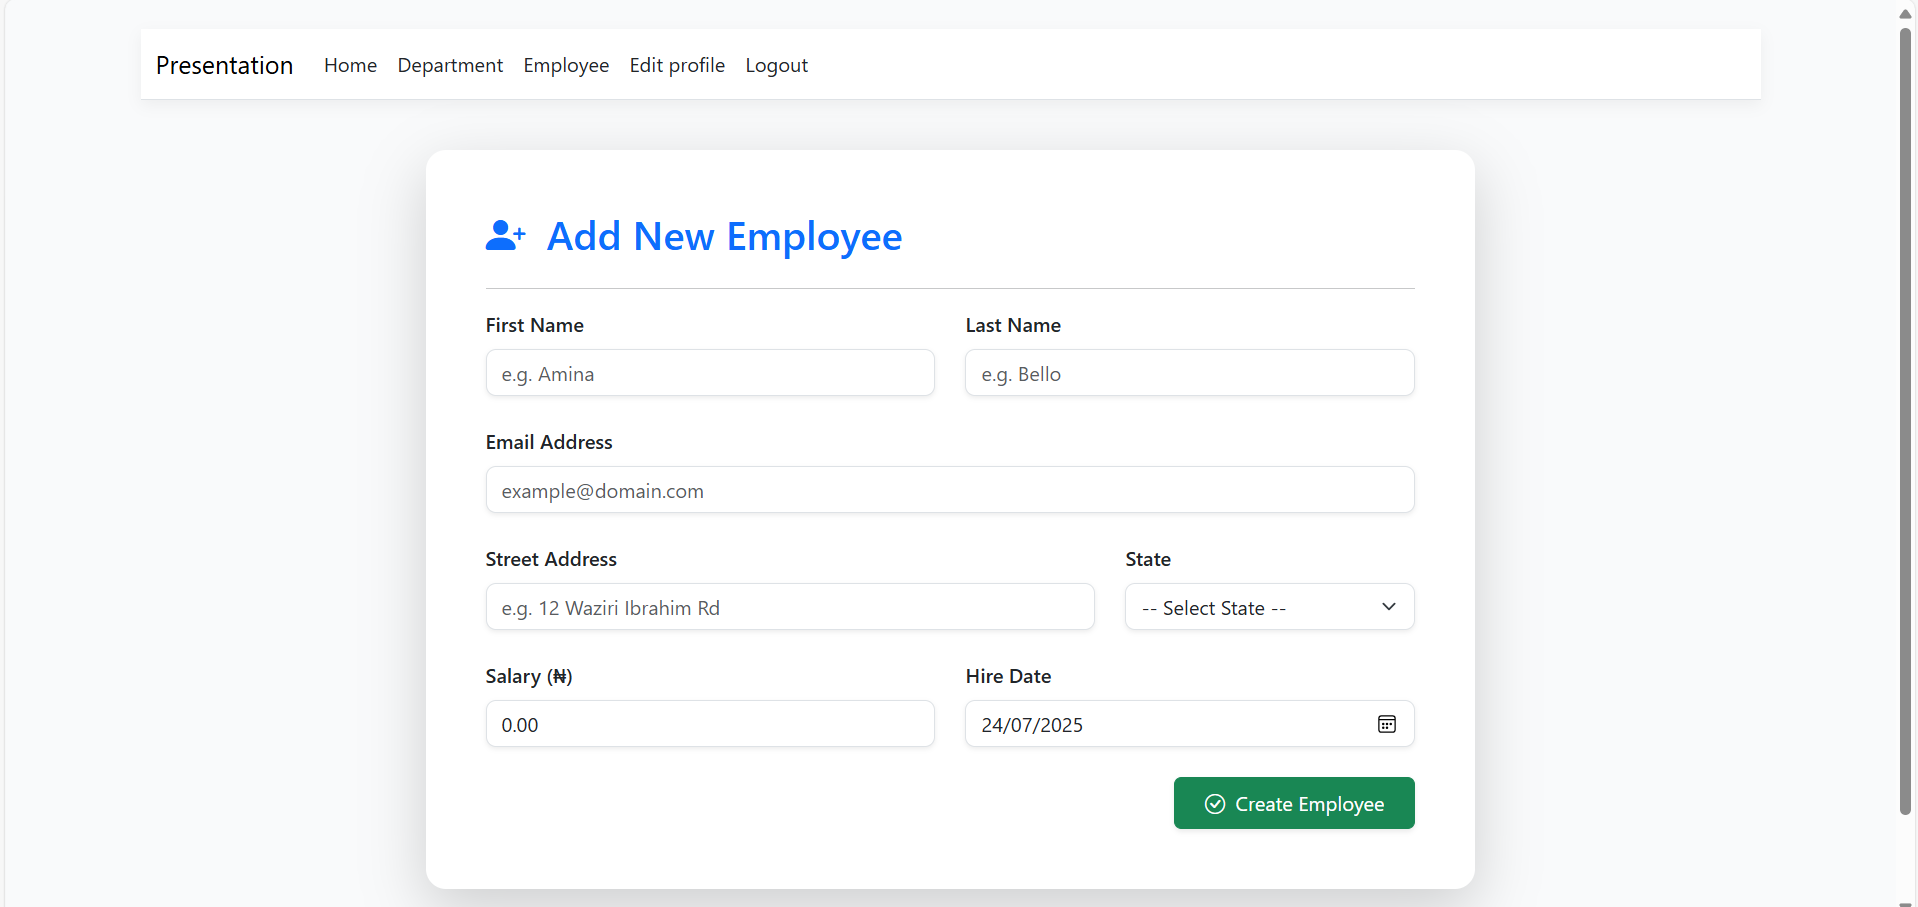 Presentation Home Department Employee Edit profile Logout
Add New Employee
First Name Last Name
e.g. Amina e.g. Bello
Email Address
example@domain.com
Street Address State
e.g. 12 Waziri Ibrahim Rd -- Select State --
Salary (₦) Hire Date
0.00 24/07/2025
Create Employee